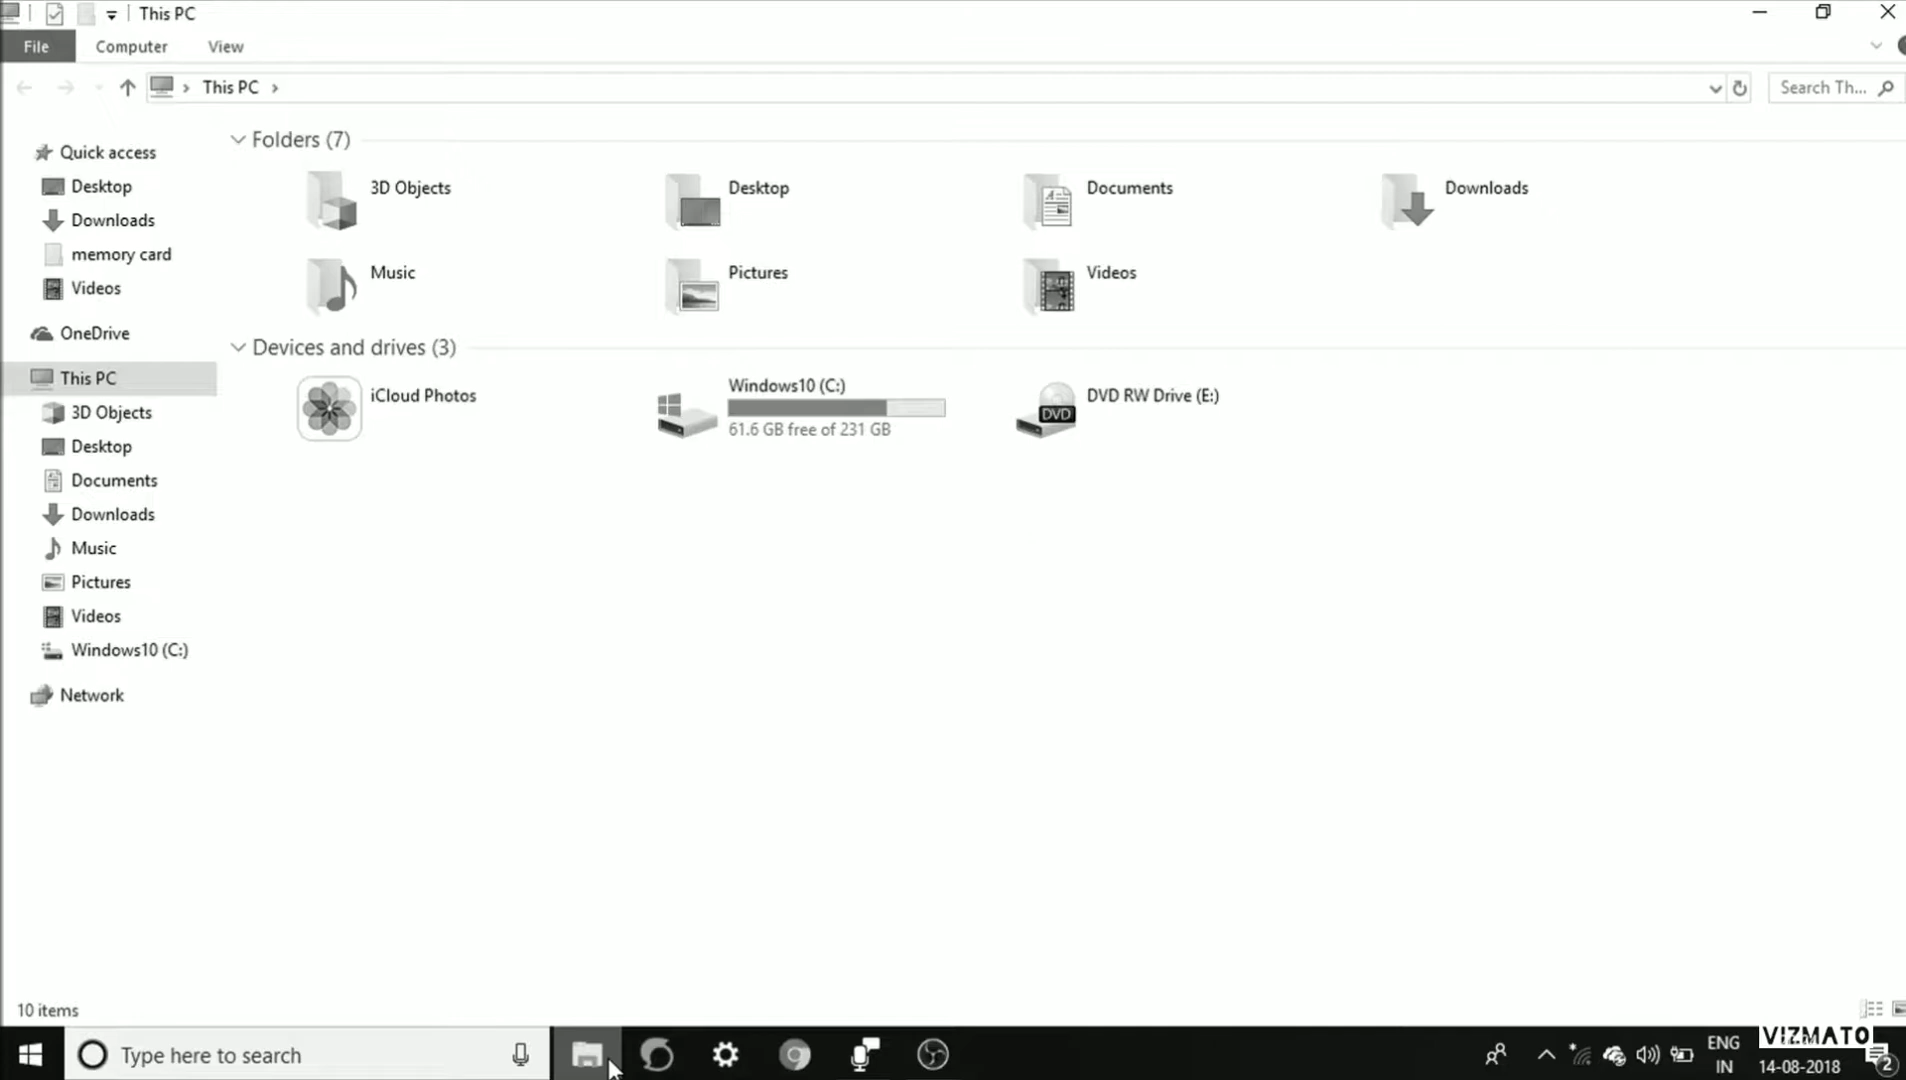 This PC
File Computer View
This PC
Search Th...
Quick access
Desktop
Downloads
memory card
Videos
OneDrive
This PC
3D Objects
Desktop
Documents
Downloads
Music
Pictures
Videos
Windows10 (C:)
Network
Folders (7)
3D Objects
Desktop
Documents
Downloads
Music
Pictures
Videos
Devices and drives (3)
iCloud Photos
Windows10 (C:)
61.6 GB free of 231 GB
DVD RW Drive (E:)
DVD
10 items
Type here to search
ENG
IN
VIZMATO
14-08-2018
2